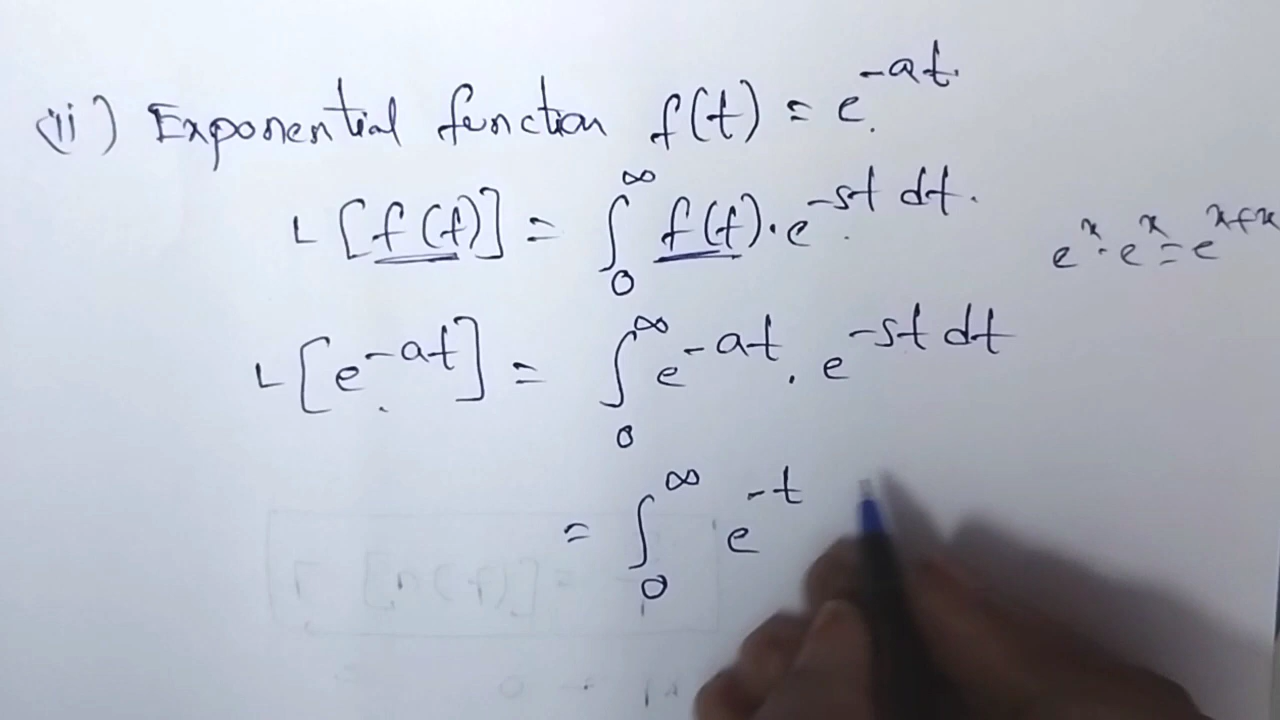 (ii) Exponential function f(t) = e^-at.
L [f(t)] = ∫_0^∞ f(t) · e^-st dt.
e^x · e^x = e^x+x
L [e^-at] = ∫_0^∞ e^-at . e^-st dt
= ∫_0^∞ e^-t